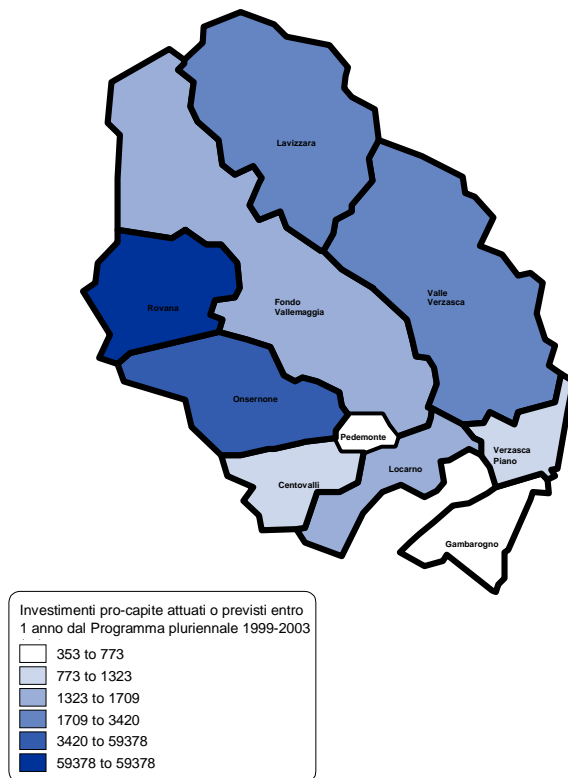 Lavizzara
Valle
Verzasca
Rovana
Fondo
Vallemaggia
Onsernone
Pedemonte
Verzasca
Piano
Locarno
Centovalli
Gambarogno
Investimenti pro-capite attuati o previsti entro
1 anno dal Programma pluriennale 1999-2003
353 to 773
773 to 1323
1323 to 1709
1709 to 3420
3420 to 59378
59378 to 59378